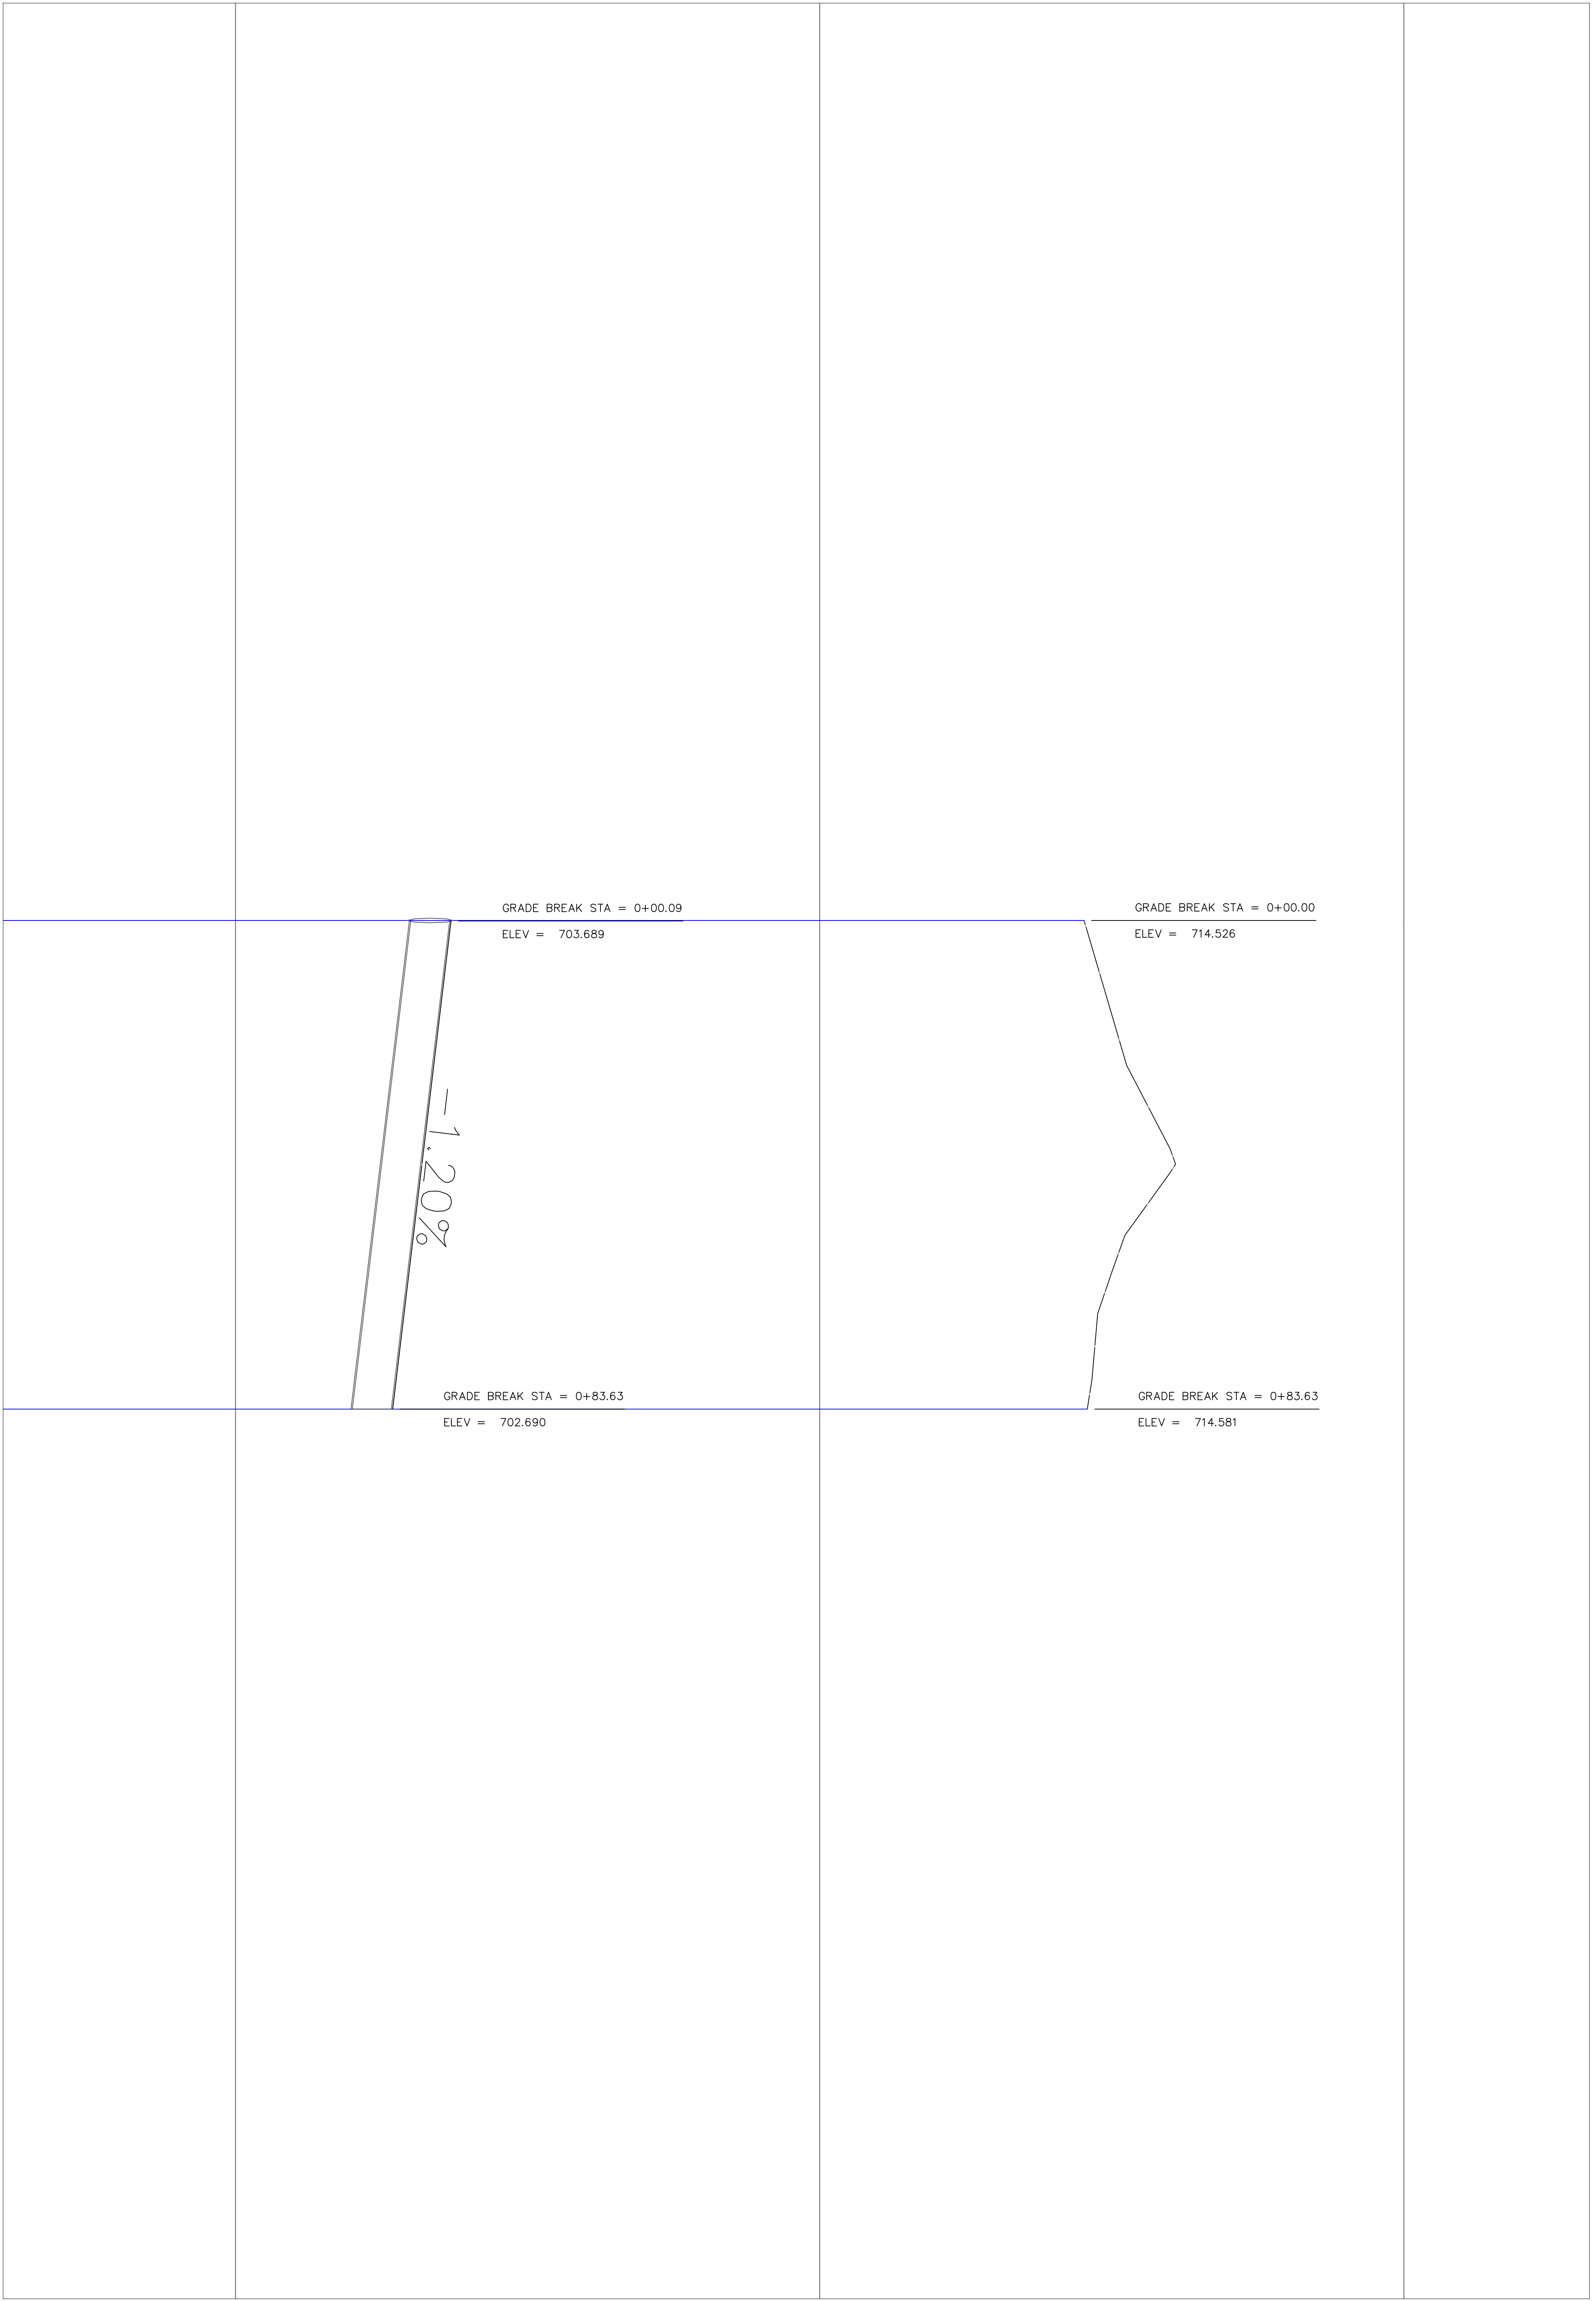 GRADE BREAK STA = 0+00.09
ELEV = 703.689
GRADE BREAK STA = 0+00.00
ELEV = 714.526
-1.20%
GRADE BREAK STA = 0+83.63
ELEV = 702.690
GRADE BREAK STA = 0+83.63
ELEV = 714.581